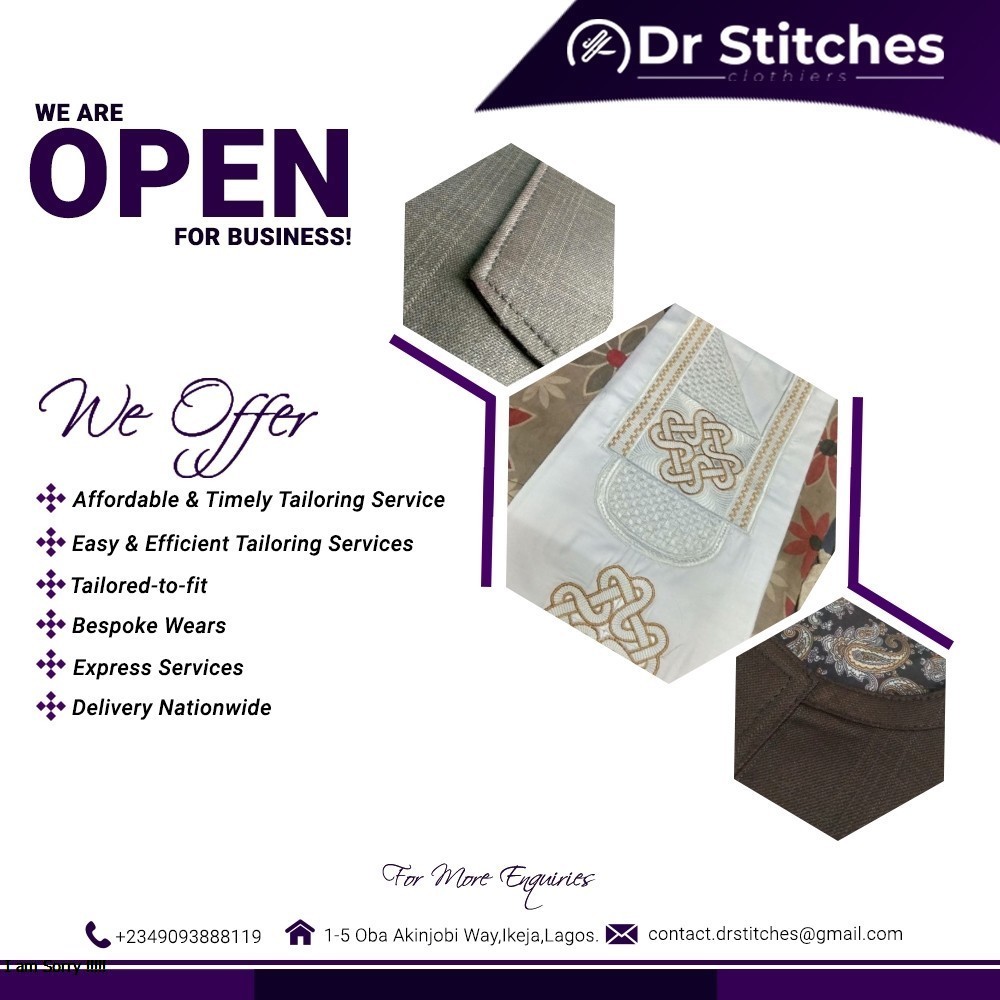 Dr Stitches
clothiers
WE ARE
OPEN
FOR BUSINESS!
We Offer
Affordable & Timely Tailoring Service
Easy & Efficient Tailoring Services
Tailored-to-fit
Bespoke Wears
Express Services
Delivery Nationwide
For More Enquiries
+2349093888119 1-5 Oba Akinjobi Way,Ikeja,Lagos. contact.drstitches@gmail.com
I am Sorry !!!!!